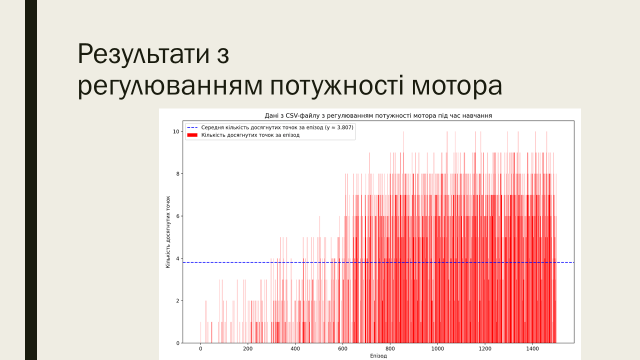 Результати з
регулюванням потужності мотора
Дані з CSV-файлу з регулюванням потужності мотора під час навчання
Середня кількість досягнутих точок за епізод (y = 3.807)
Кількість досягнутих точок за епізод
Кількість досягнутих точок
10
8
6
4
2
0
0 200 400 600 800 1000 1200 1400
Епізод